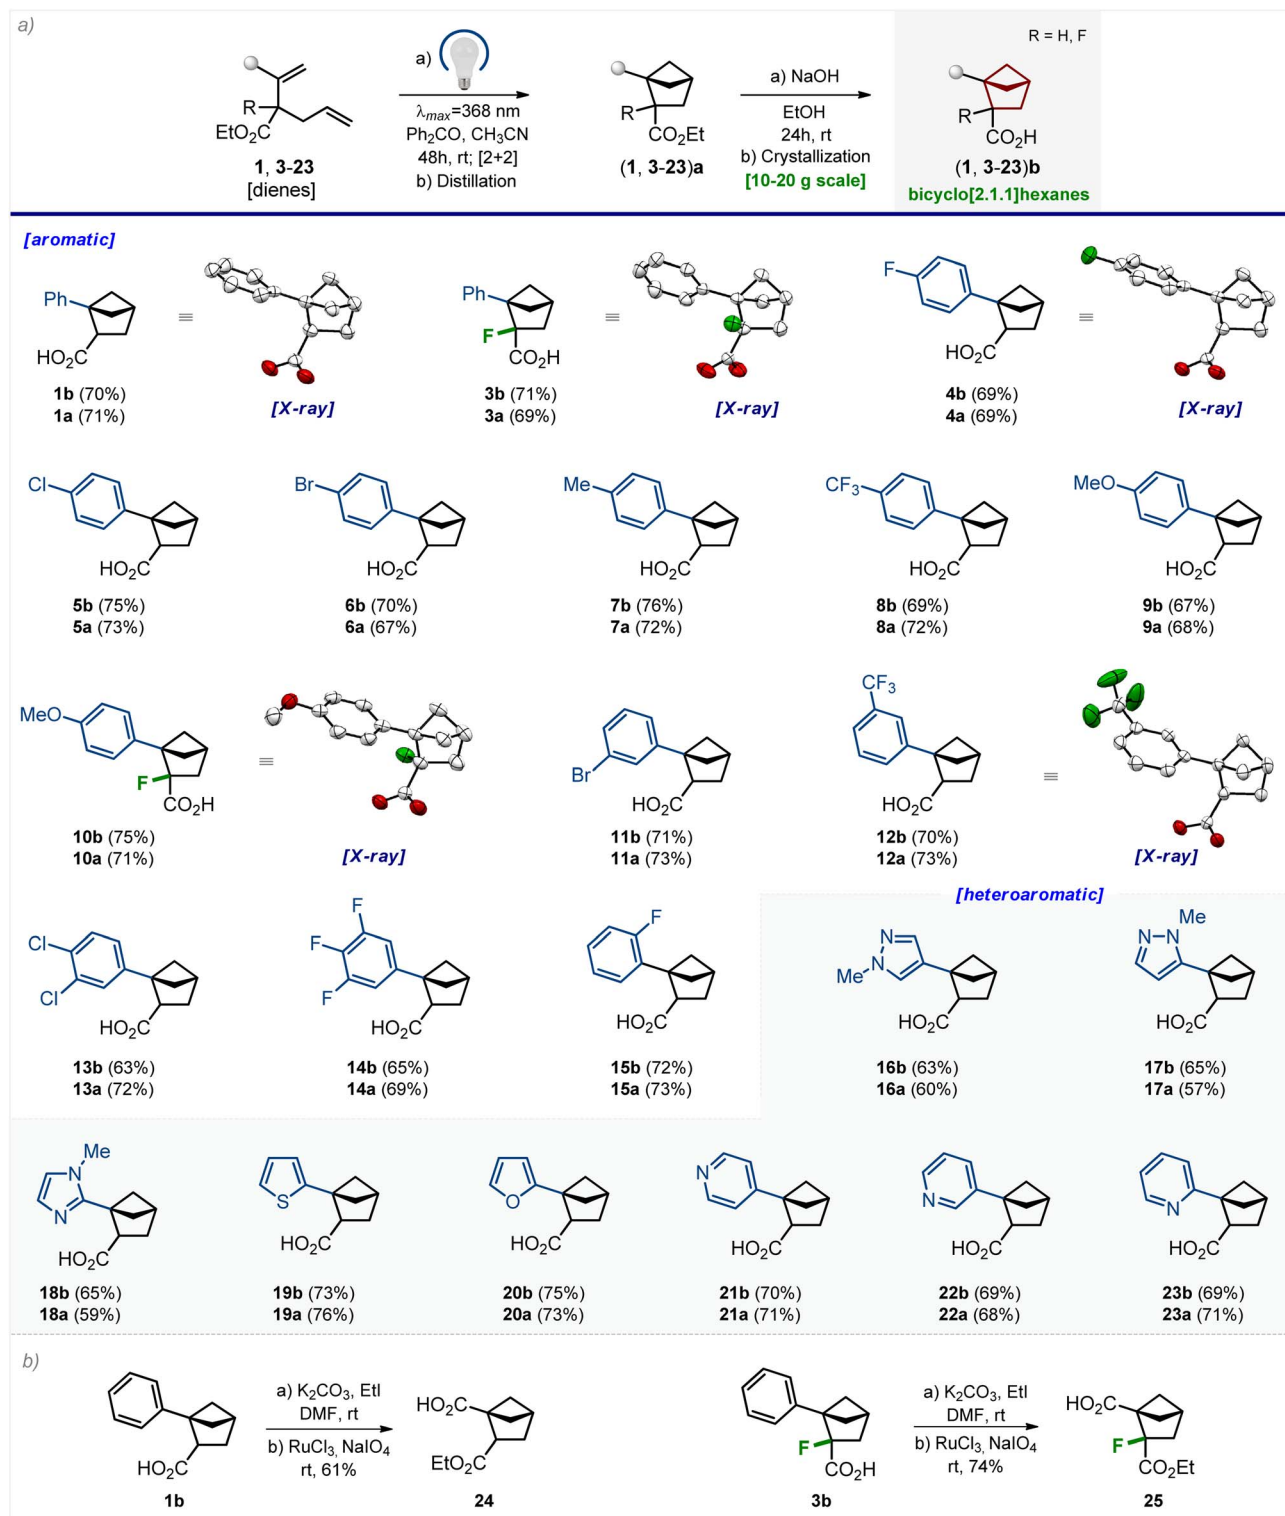 a)
R = H, F
a)
R
EtO₂C
1, 3-23
[dienes]
λmax=368 nm
Ph₂CO, CH₃CN
48h, rt; [2+2]
b) Distillation
R
CO₂Et
(1, 3-23)a
a) NaOH
EtOH
24h, rt
b) Crystallization
[10-20 g scale]
R
CO₂H
(1, 3-23)b
bicyclo[2.1.1]hexanes
[aromatic]
Ph
HO₂C
≡
1b (70%)
1a (71%)
[X-ray]
Ph
F
CO₂H
≡
3b (71%)
3a (69%)
[X-ray]
F
HO₂C
≡
4b (69%)
4a (69%)
[X-ray]
Cl
HO₂C
5b (75%)
5a (73%)
Br
HO₂C
6b (70%)
6a (67%)
Me
HO₂C
7b (76%)
7a (72%)
CF₃
HO₂C
8b (69%)
8a (72%)
MeO
HO₂C
9b (67%)
9a (68%)
MeO
F
CO₂H
≡
10b (75%)
10a (71%)
[X-ray]
Br
HO₂C
11b (71%)
11a (73%)
CF₃
HO₂C
≡
12b (70%)
12a (73%)
[X-ray]
Cl
Cl
HO₂C
13b (63%)
13a (72%)
F
F
F
HO₂C
14b (65%)
14a (69%)
F
HO₂C
15b (72%)
15a (73%)
[heteroaromatic]
N
N
Me
HO₂C
16b (63%)
16a (60%)
Me
N
N
HO₂C
17b (65%)
17a (57%)
Me
N
N
HO₂C
18b (65%)
18a (59%)
S
HO₂C
19b (73%)
19a (76%)
O
HO₂C
20b (75%)
20a (73%)
N
HO₂C
21b (70%)
21a (71%)
N
HO₂C
22b (69%)
22a (68%)
N
HO₂C
23b (69%)
23a (71%)
b)
HO₂C
1b
a) K₂CO₃, EtI
DMF, rt
b) RuCl₃, NaIO₄
rt, 61%
HO₂C
EtO₂C
24
F
CO₂H
3b
a) K₂CO₃, EtI
DMF, rt
b) RuCl₃, NaIO₄
rt, 74%
HO₂C
F
CO₂Et
25